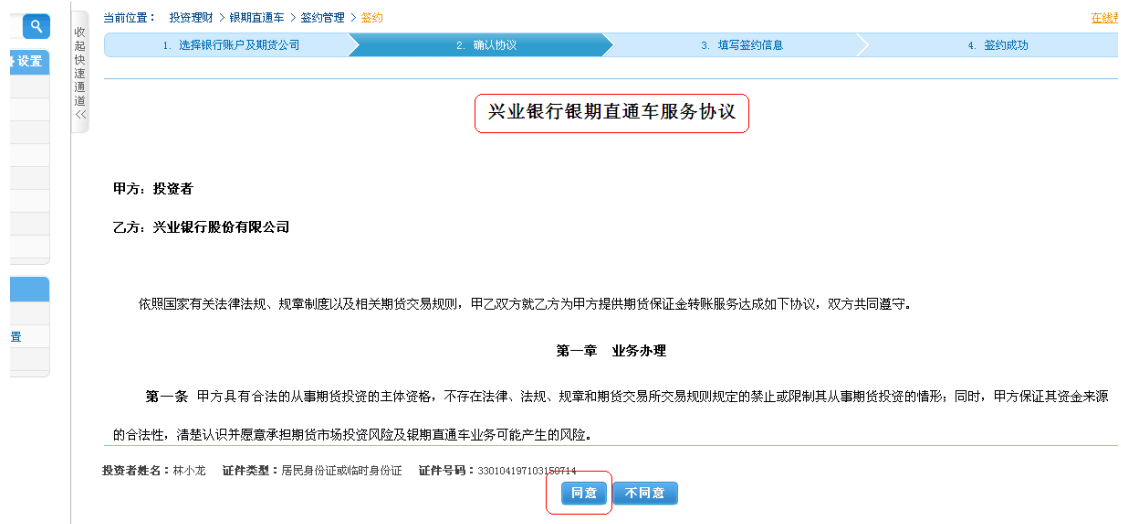 当前位置： 投资理财 > 银期直通车 > 签约管理 > 签约
在线
收起快速通道<<
设置
1. 选择银行账户及期货公司
2. 确认协议
3. 填写签约信息
4. 签约成功
兴业银行银期直通车服务协议
甲方：投资者
乙方：兴业银行股份有限公司
依照国家有关法律法规、规章制度以及相关期货交易规则，甲乙双方就乙方为甲方提供期货保证金转账服务达成如下协议，双方共同遵守。
置
第一章 业务办理
第一条 甲方具有合法的从事期货投资的主体资格，不存在法律、法规、规章和期货交易所交易规则规定的禁止或限制其从事期货投资的情形；同时，甲方保证其资金来源
的合法性，清楚认识并愿意承担期货市场投资风险及银期直通车业务可能产生的风险。
投资者姓名：林小龙 证件类型：居民身份证或临时身份证 证件号码：330104197103150714
同意 不同意